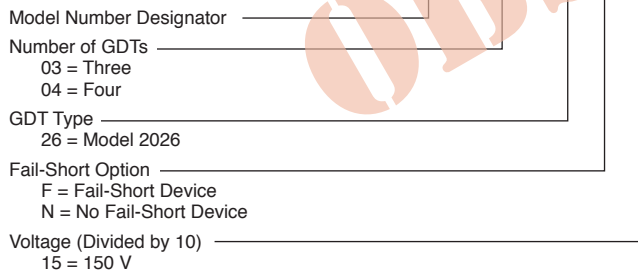 Model Number Designator
Number of GDTs
03 = Three
04 = Four
GDT Type
26 = Model 2026
Fail-Short Option
F = Fail-Short Device
N = No Fail-Short Device
Voltage (Divided by 10)
15 = 150 V